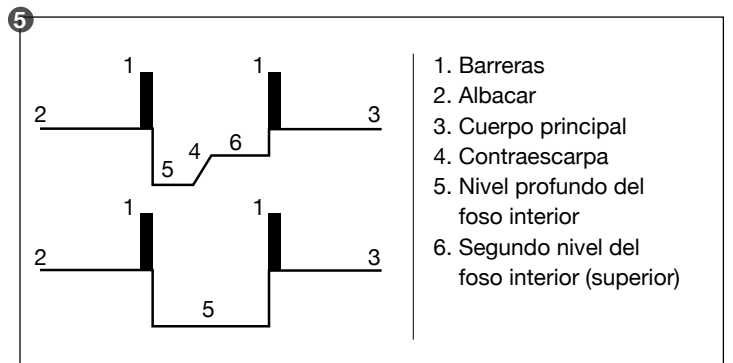 5
1 1
2 3
4 6
5
1 1
2 3
5
1. Barreras
2. Albacar
3. Cuerpo principal
4. Contraescarpa
5. Nivel profundo del
foso interior
6. Segundo nivel del
foso interior (superior)